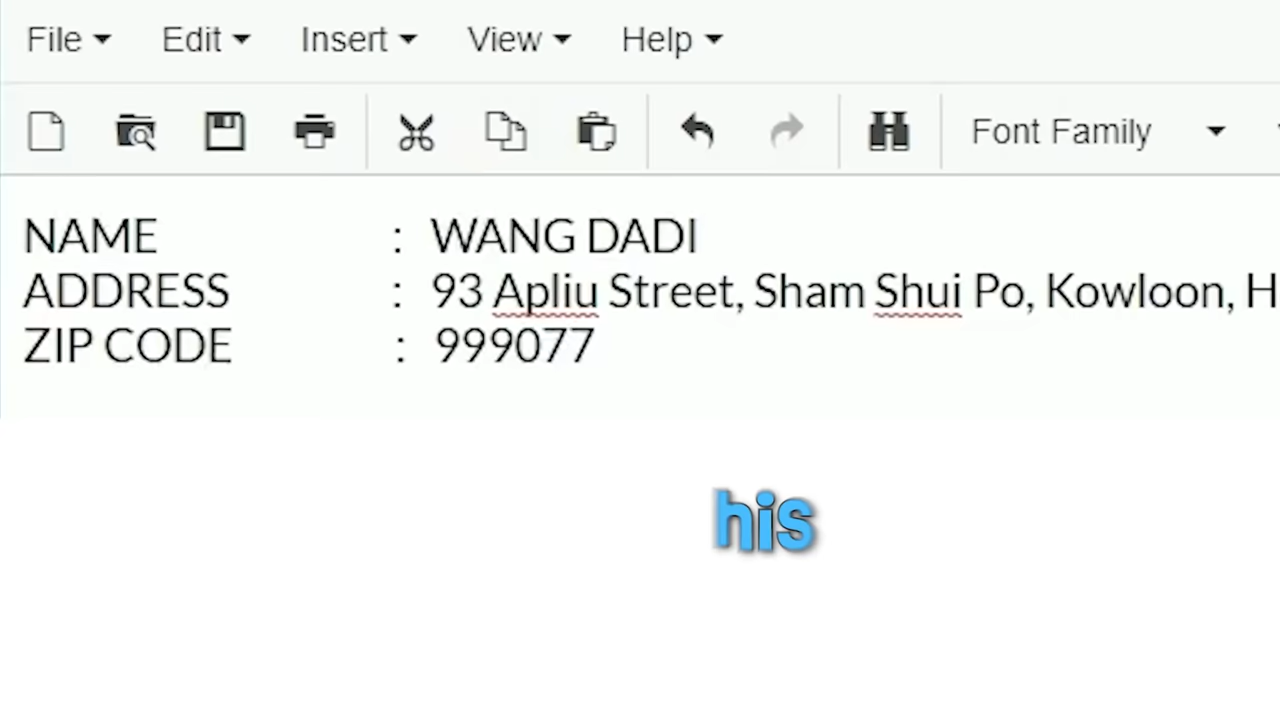 File Edit Insert View Help
Font Family
NAME : WANG DADI
ADDRESS : 93 Apliu Street, Sham Shui Po, Kowloon, H
ZIP CODE : 999077
his